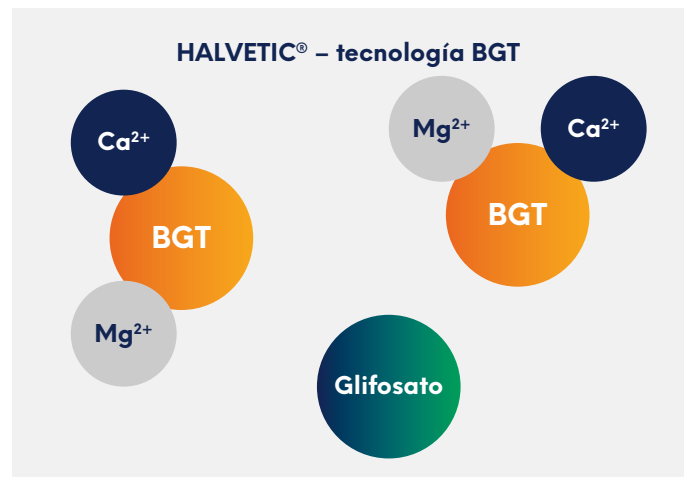 HALVETIC® – tecnología BGT
Ca²⁺
BGT
Mg²⁺
Mg²⁺
Ca²⁺
BGT
Glifosato